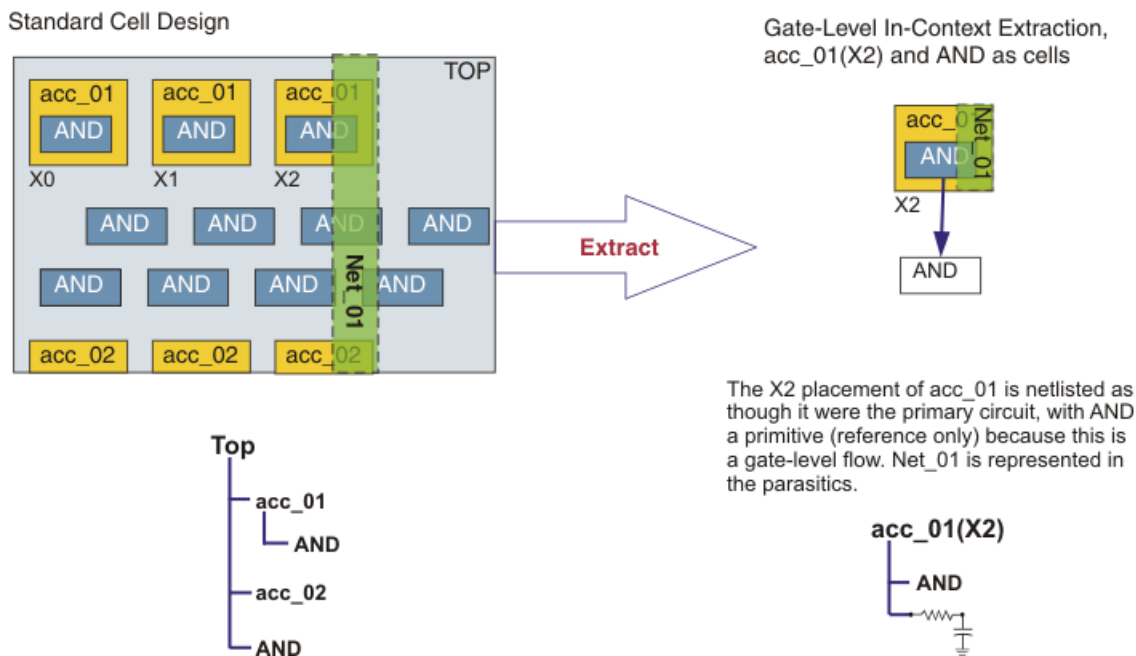 Standard Cell Design
Gate-Level In-Context Extraction,
acc_01(X2) and AND as cells
TOP
acc_01 acc_01 acc_01
AND AND AND
X0 X1 X2
AND AND AND AND
AND AND AND AND
Net_01
acc_02 acc_02 acc_02
Extract
acc_01
Net_01
AND
X2
AND
The X2 placement of acc_01 is netlisted as
though it were the primary circuit, with AND
a primitive (reference only) because this is
a gate-level flow. Net_01 is represented in
the parasitics.
Top
acc_01
AND
acc_02
AND
acc_01(X2)
AND